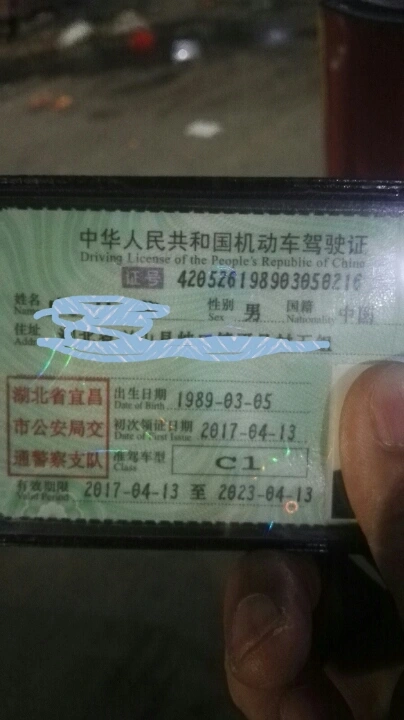 中华人民共和国机动车驾驶证
Driving License of the People's Republic of China
证号 420526198903050216
姓名
Name
性别 男
Sex
国籍 中国
Nationality
住址
湖北省宜昌
市公安局交
通警察支队
出生日期 1989-03-05
Date of Birth
初次领证日期 2017-04-13
Date of First Issue
准驾车型 C1
Class
有效期限 2017-04-13 至 2023-04-13
Valid Period